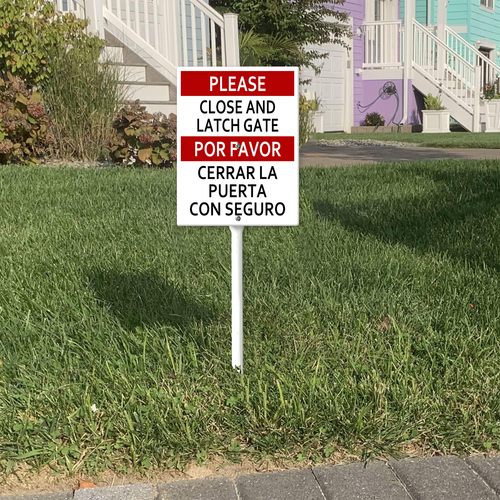 PLEASE
CLOSE AND
LATCH GATE
POR FAVOR
CERRAR LA
PUERTA
CON SEGURO